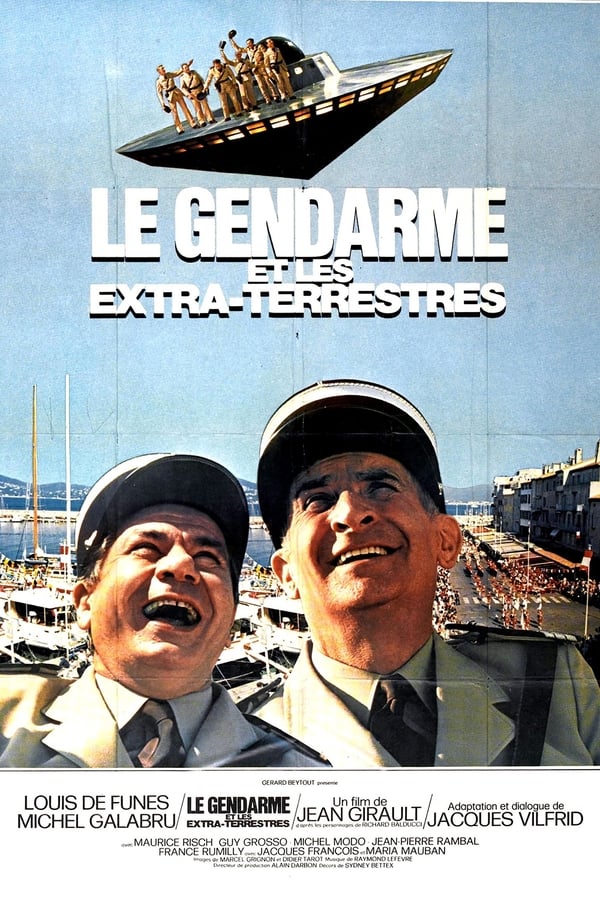 LE GENDARME
ET LES
EXTRA-TERRESTRES
GERARD BEYTOUT présente
LOUIS DE FUNES
MICHEL GALABRU
LE GENDARME
ET LES
EXTRA-TERRESTRES
Un film de
JEAN GIRAULT
d'après les personnages de RICHARD BALDUCCI
Adaptation et dialogue de
JACQUES VILFRID
avec MAURICE RISCH GUY GROSSO MICHEL MODO JEAN-PIERRE RAMBAL
FRANCE RUMILLY avec JACQUES FRANCOIS et MARIA MAUBAN
Images de MARCEL GRIGNON et DIDIER TAROT Musique de RAYMOND LEFEVRE
Directeur de production ALAIN DARBON Décors de SYDNEY BETTEX